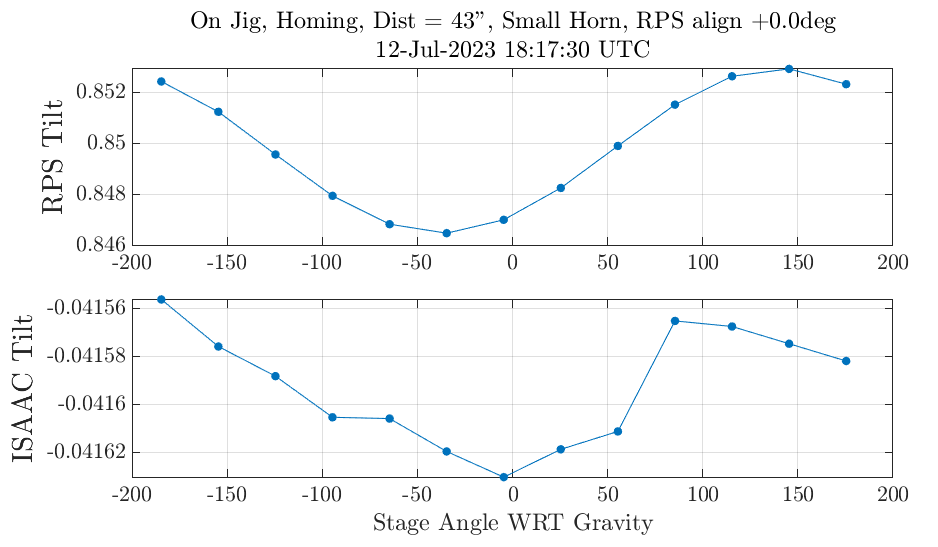 On Jig, Homing, Dist = 43”, Small Horn, RPS align +0.0deg
12-Jul-2023 18:17:30 UTC
RPS Tilt
0.852
0.85
0.848
0.846
-200 -150 -100 -50 0 50 100 150 200
ISAAC Tilt
-0.04156
-0.04158
-0.0416
-0.04162
-200 -150 -100 -50 0 50 100 150 200
Stage Angle WRT Gravity